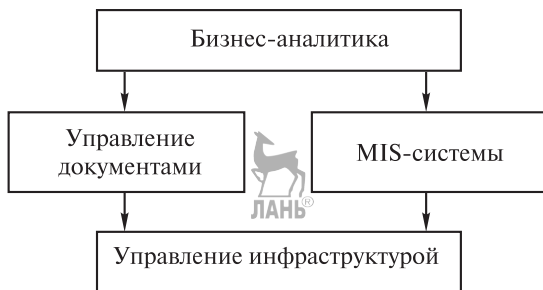 Бизнес-аналитика
Управление
документами
MIS-системы
ЛАНЬ®
Управление инфраструктурой